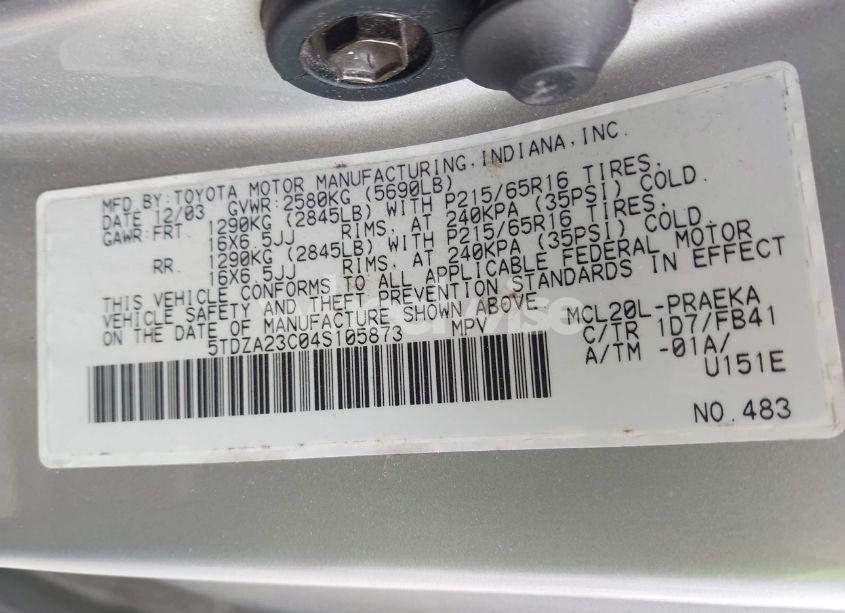 MFD.BY:TOYOTA MOTOR MANUFACTURING,INDIANA,INC.
DATE 12/03 GVWR:2580KG (5690LB)
GAWR:FRT. 1290KG (2845LB) WITH P215/65R16 TIRES,
16X6.5JJ RIMS, AT 240KPA (35PSI) COLD.
RR. 1290KG (2845LB) WITH P215/65R16 TIRES,
16X6.5JJ RIMS, AT 240KPA (35PSI) COLD.
THIS VEHICLE CONFORMS TO ALL APPLICABLE FEDERAL MOTOR
VEHICLE SAFETY AND THEFT PREVENTION STANDARDS IN EFFECT
ON THE DATE OF MANUFACTURE SHOWN ABOVE.
5TDZA23C04S105873 MPV
MCL20L-PRAEKA
C/TR 1D7/FB41
A/TM -01A/
U151E
NO.483